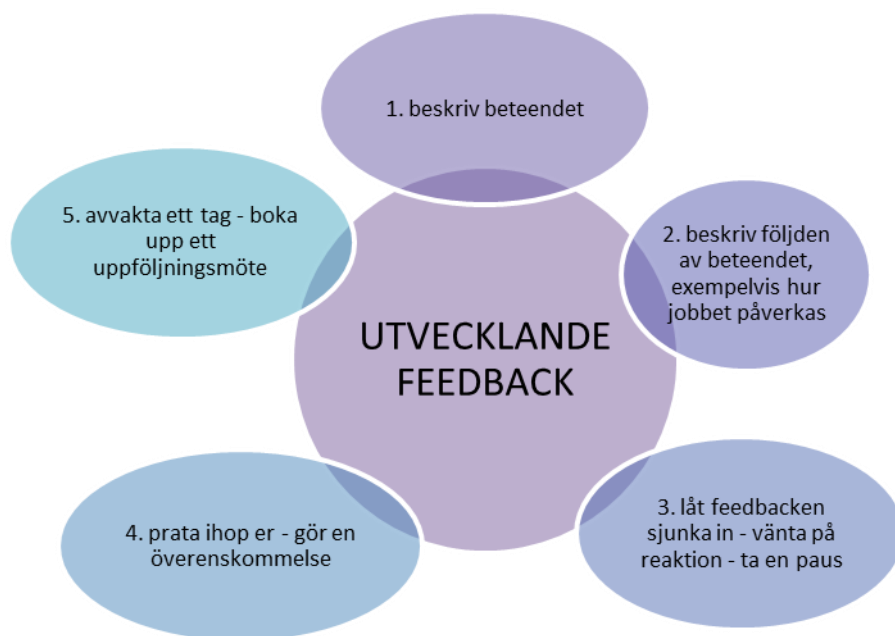 1. beskriv beteendet
2. beskriv följden
av beteendet,
exempelvis hur
jobbet påverkas
3. låt feedbacken
sjunka in - vänta på
reaktion - ta en paus
4. prata ihop er - gör en
överenskommelse
5. avvakta ett tag - boka
upp ett
uppföljningsmöte
UTVECKLANDE
FEEDBACK